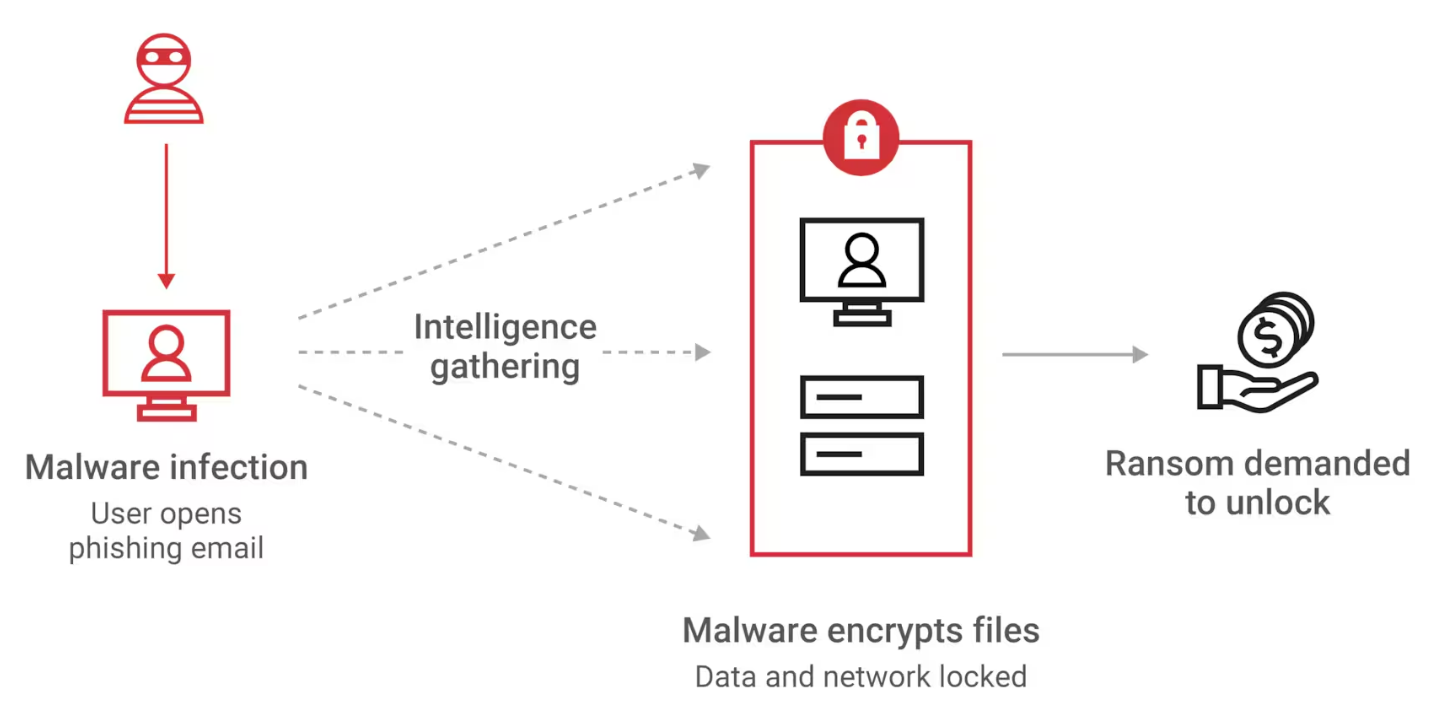 Intelligence
gathering
Malware infection
User opens
phishing email
Ransom demanded
to unlock
Malware encrypts files
Data and network locked